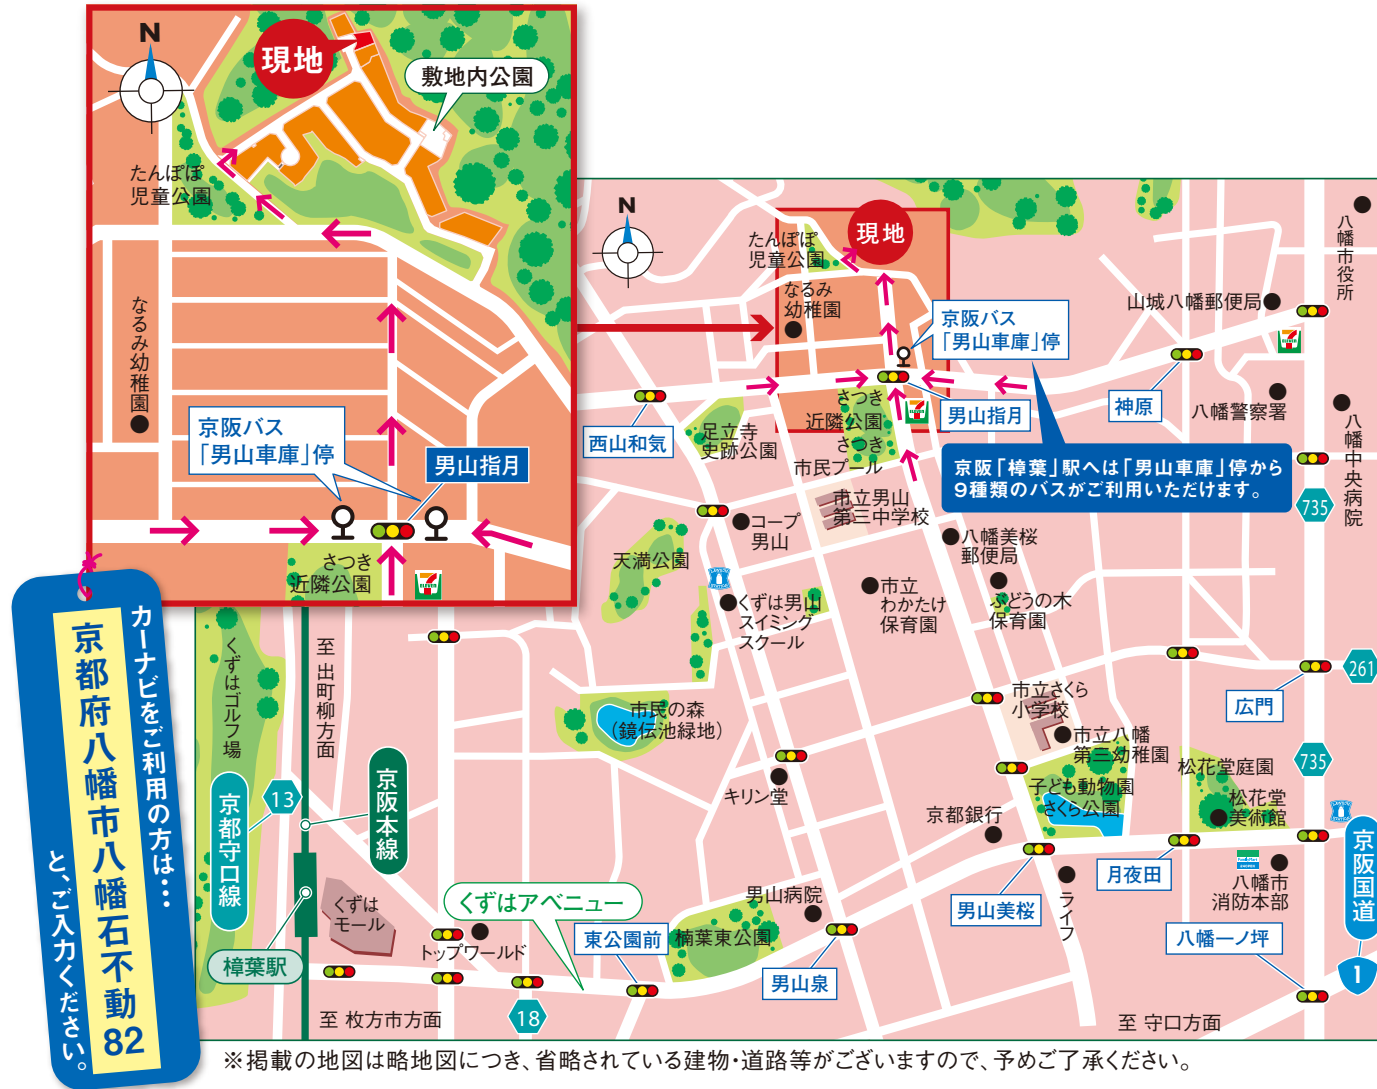 N
現地
敷地内公園
たんぽぽ
児童公園
なるみ幼稚園
京阪バス
「男山車庫」停
男山指月
さつき
近隣公園
7
ELEVEN
カーナビをご利用の方は…
京都府八幡市八幡石不動82
と、ご入力ください。
N
たんぽぽ
児童公園
現地
なるみ
幼稚園
京阪バス
「男山車庫」停
山城八幡郵便局
八幡市役所
7
ELEVEN
神原
八幡警察署
八幡中央病院
西山和気
足立寺
史跡公園
さつき
近隣公園
さつき
市民プール
7
ELEVEN
男山指月
京阪「樟葉」駅へは「男山車庫」停から
9種類のバスがご利用いただけます。
735
コープ
男山
市立男山
第三中学校
八幡美桜
郵便局
天満公園
くずは男山
スイミング
スクール
市立
わかたけ
保育園
ぶどうの木
保育園
261
広門
くずはゴルフ場
至 出町柳方面
市民の森
(鏡伝池緑地)
市立さくら
小学校
市立八幡
第三幼稚園
735
京都守口線
13
京阪本線
キリン堂
子ども動物園
さくら公園
松花堂庭園
松花堂
美術館
京都銀行
FamilyMart
京阪国道
1
樟葉駅
くずは
モール
トップワールド
くずはアベニュー
東公園前
楠葉東公園
男山病院
男山泉
男山美桜
ライフ
月夜田
八幡市
消防本部
八幡一ノ坪
至 枚方市方面
18
至 守口方面
※掲載の地図は略地図につき、省略されている建物・道路等がございますので、予めご了承ください。